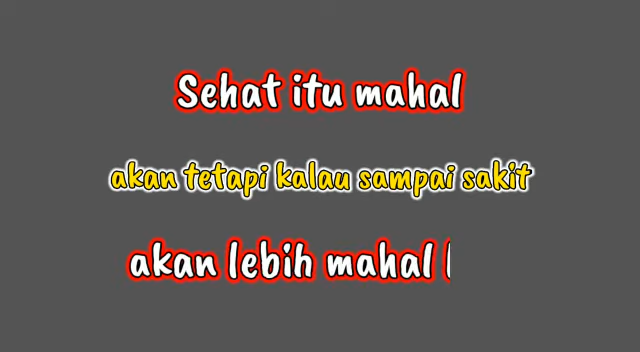 Sehat itu mahal
akan tetapi kalau sampai sakit
akan lebih mahal